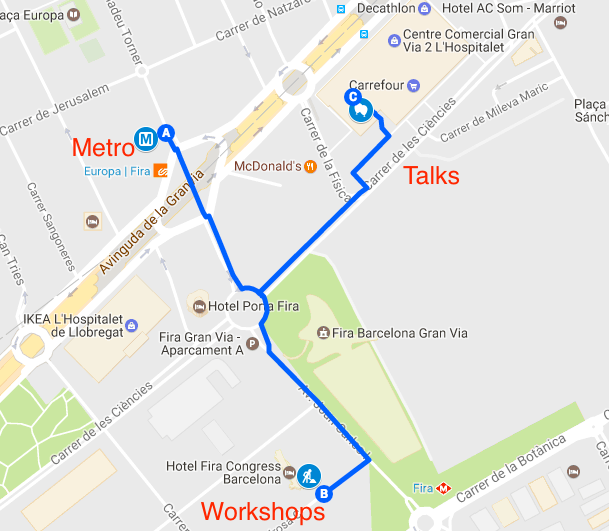 Plaça Europa
Carrer de Natzaret
Decathlon
Hotel AC Som - Marriot
Amadeu Torner
Centre Comercial Gran
Via 2 L'Hospitalet
Carrer de Jerusalem
Carrefour
C
Carrer de Mileva Maric
Plaça
Sánch
M
A
Metro
Europa | Fira
McDonald's
Carrer de la Física
Carrer de les Ciències
Talks
Carrer Sangoneres
Can Tries
Avinguda de la Granvia
Hotel Porta Fira
IKEA L'Hospitalet
de Llobregat
Fira Gran Via -
Aparcament A
P
Fira Barcelona Gran Via
Carrer de les Ciències
Av. Joan Carles I
Hotel Fira Congress
Barcelona
B
Workshops
Fira
M
Carrer de la Botànica